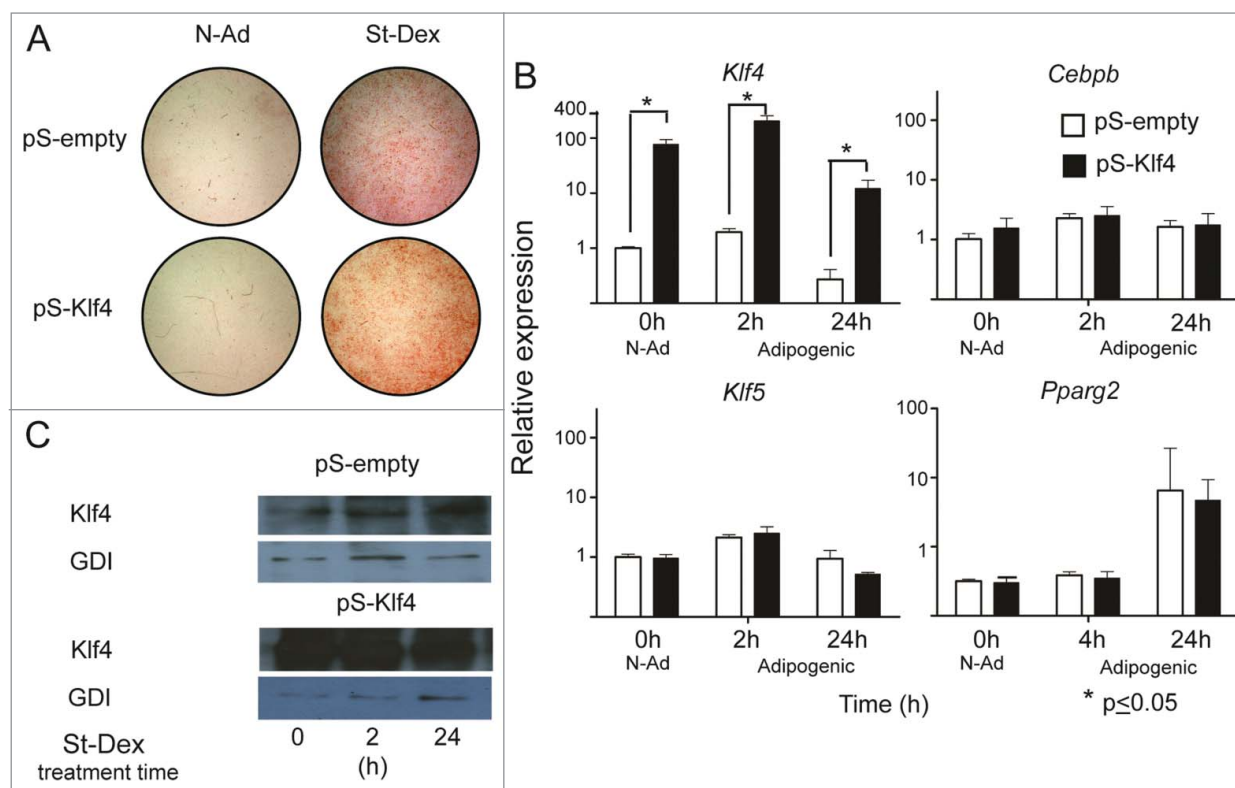 A
N-Ad St-Dex
pS-empty
pS-Klf4
B
Relative expression
Klf4
400
100
10
1
0h 2h 24h
N-Ad Adipogenic
Cebpb
100
10
1
pS-empty
pS-Klf4
0h 2h 24h
N-Ad Adipogenic
Klf5
100
10
1
0h 2h 24h
N-Ad Adipogenic
Pparg2
100
10
1
0h 4h 24h
N-Ad Adipogenic
Time (h)
* p≤0.05
* * *
C
pS-empty
Klf4
GDI
pS-Klf4
Klf4
GDI
St-Dex 0 2 24
treatment time (h)